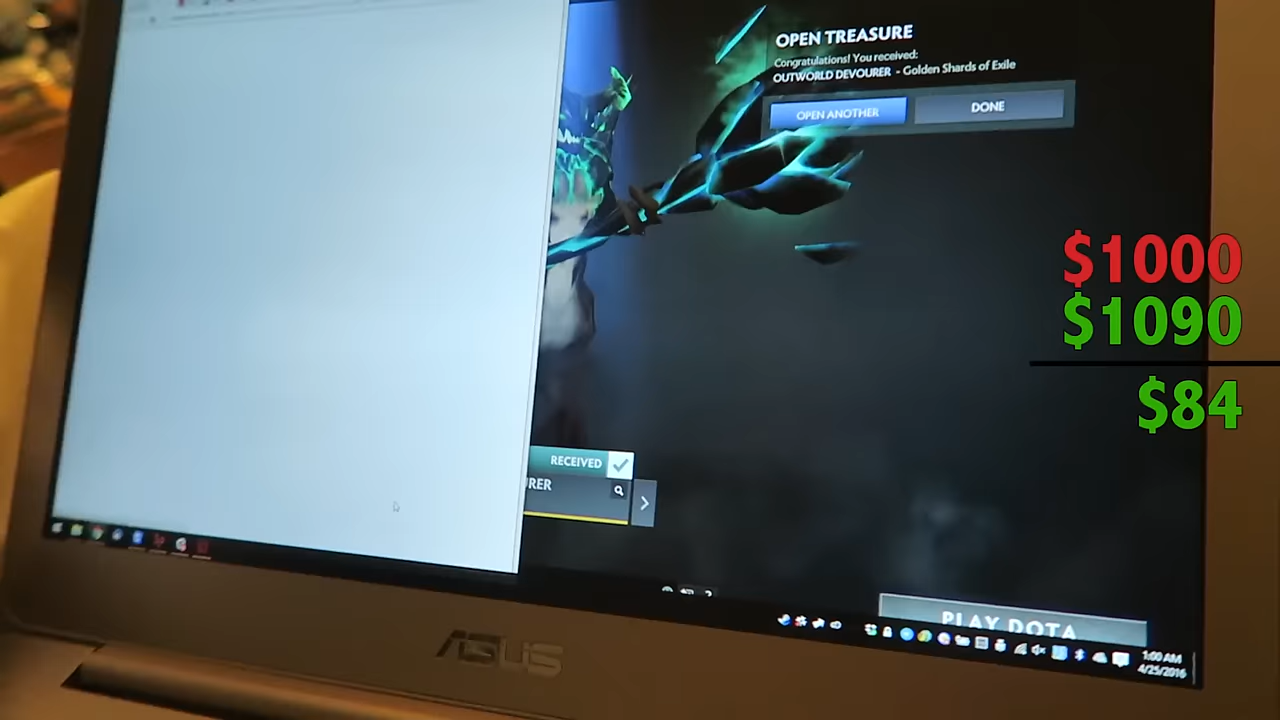 OPEN TREASURE
Congratulations! You received:
OUTWORLD DEVOURER - Golden Shards of Exile
OPEN ANOTHER
DONE
$1000
$1090
$84
RECEIVED
URER
PLAY DOTA
1:00 AM
4/25/2016
ASUS